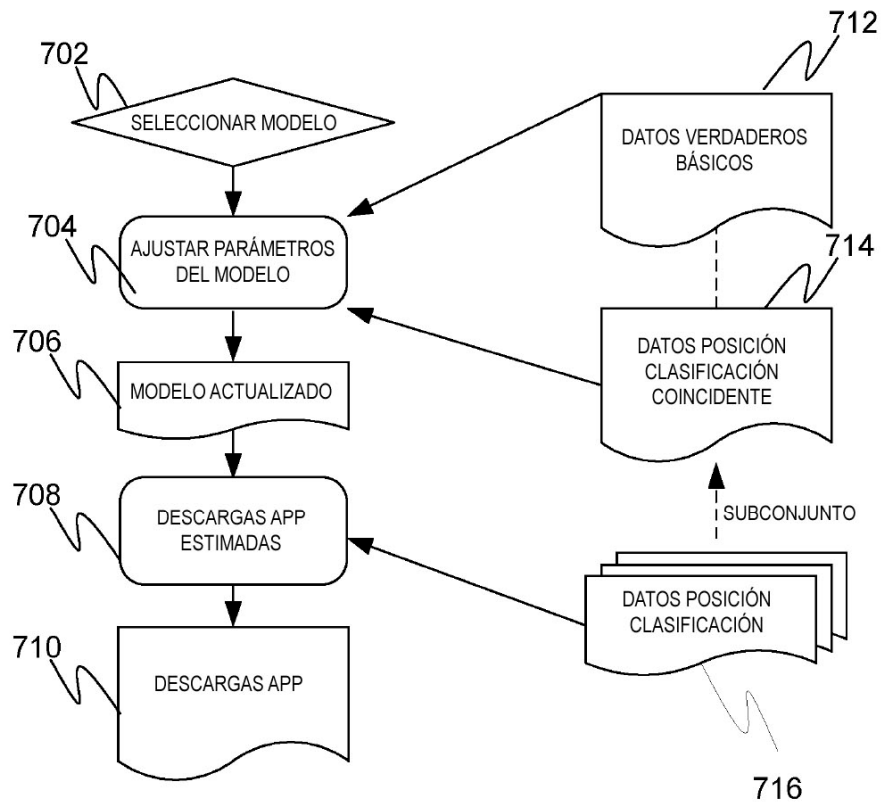 702
SELECCIONAR MODELO
704
AJUSTAR PARÁMETROS
DEL MODELO
706
MODELO ACTUALIZADO
708
DESCARGAS APP
ESTIMADAS
710
DESCARGAS APP
712
DATOS VERDADEROS
BÁSICOS
714
DATOS POSICIÓN
CLASIFICACIÓN
COINCIDENTE
SUBCONJUNTO
DATOS POSICIÓN
CLASIFICACIÓN
716